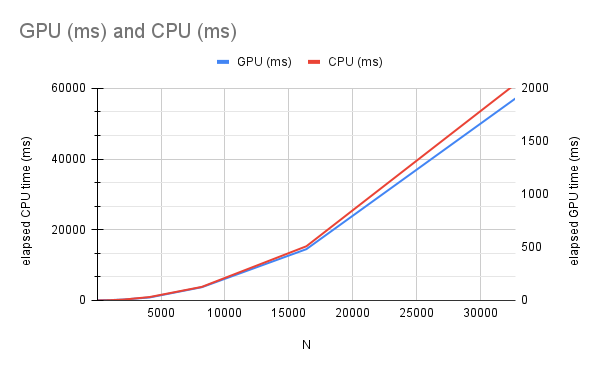 GPU (ms) and CPU (ms)
GPU (ms) CPU (ms)
60000
40000
20000
0
elapsed CPU time (ms)
2000
1500
1000
500
0
elapsed GPU time (ms)
5000 10000 15000 20000 25000 30000
N